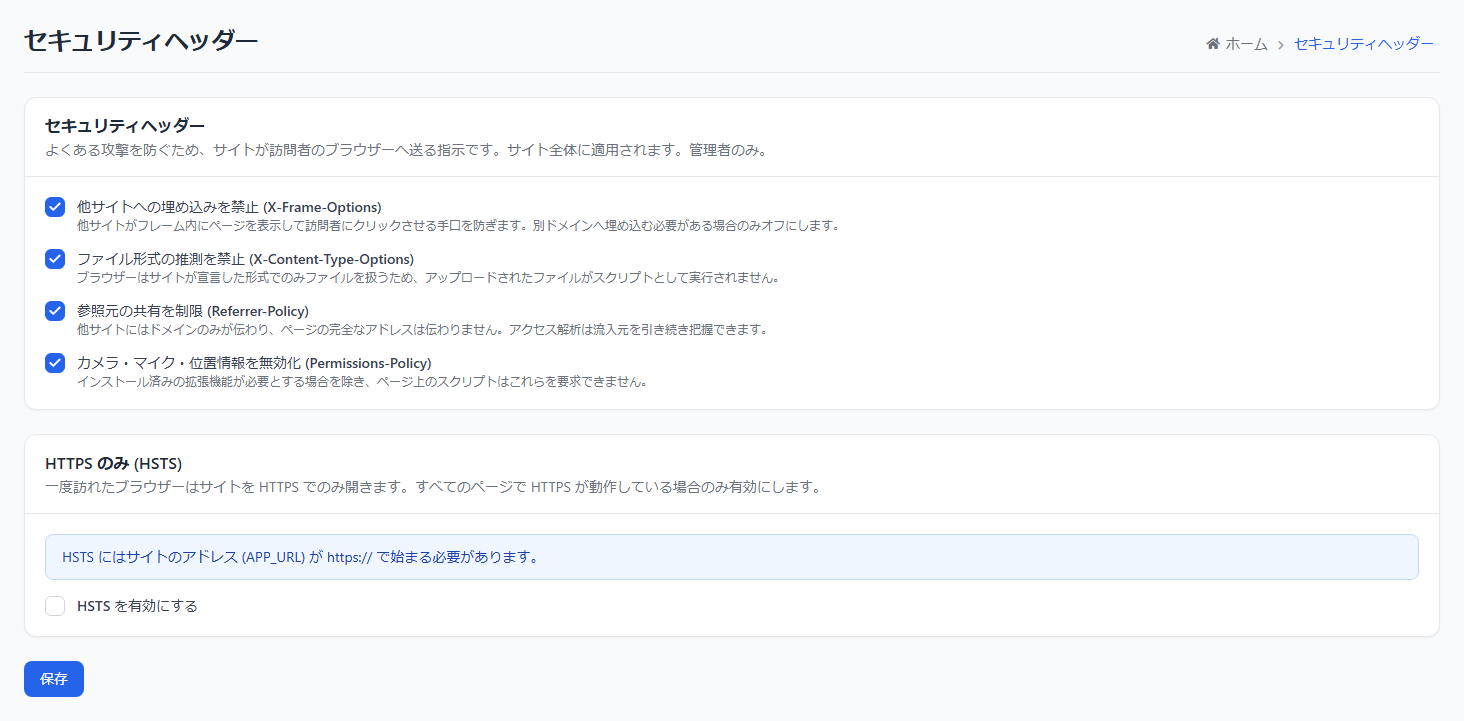 セキュリティヘッダー
ホーム > セキュリティヘッダー
セキュリティヘッダー
よくある攻撃を防ぐため、サイトが訪問者のブラウザーへ送る指示です。サイト全体に適用されます。管理者のみ。
他サイトへの埋め込みを禁止 (X-Frame-Options)
他サイトがフレーム内にページを表示して訪問者にクリックさせる手口を防ぎます。別ドメインへ埋め込む必要がある場合のみオフにします。
ファイル形式の推測を禁止 (X-Content-Type-Options)
ブラウザーはサイトが宣言した形式でのみファイルを扱うため、アップロードされたファイルがスクリプトとして実行されません。
参照元の共有を制限 (Referrer-Policy)
他サイトにはドメインのみが伝わり、ページの完全なアドレスは伝わりません。アクセス解析は流入元を引き続き把握できます。
カメラ・マイク・位置情報を無効化 (Permissions-Policy)
インストール済みの拡張機能が必要とする場合を除き、ページ上のスクリプトはこれらを要求できません。
HTTPS のみ (HSTS)
一度訪れたブラウザーはサイトを HTTPS でのみ開きます。すべてのページで HTTPS が動作している場合のみ有効にします。
HSTS にはサイトのアドレス (APP_URL) が https:// で始まる必要があります。
HSTS を有効にする
保存